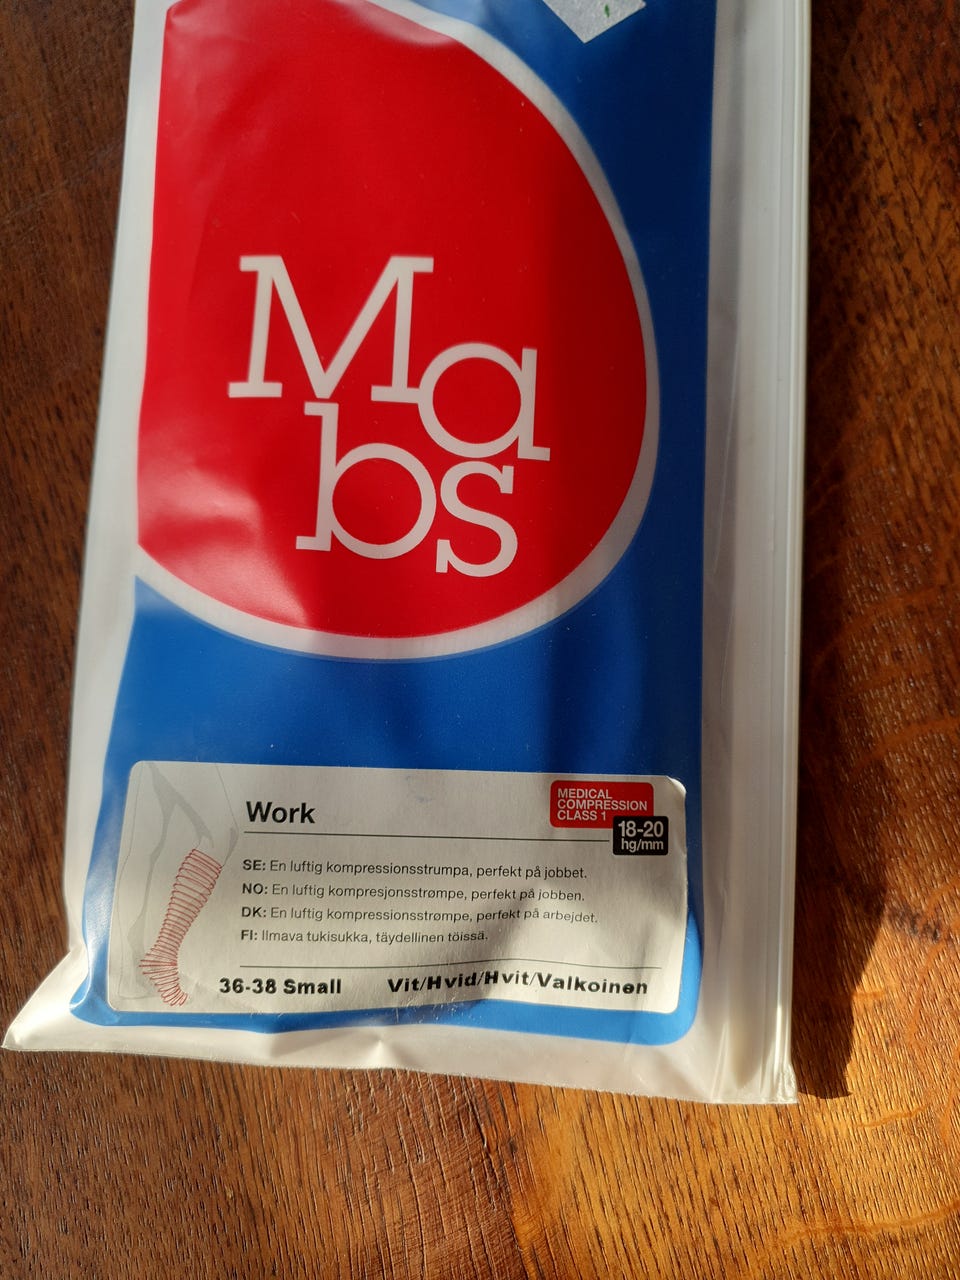 Ma
bs
Work
MEDICAL
COMPRESSION
CLASS 1
18-20
hg/mm
SE: En luftig kompressionsstrumpa, perfekt på jobbet.
NO: En luftig kompresjonsstrømpe, perfekt på jobben.
DK: En luftig kompressionsstrømpe, perfekt på arbejdet.
FI: Ilmava tukisukka, täydellinen töissä.
36-38 Small Vit/Hvid/Hvit/Valkoinen